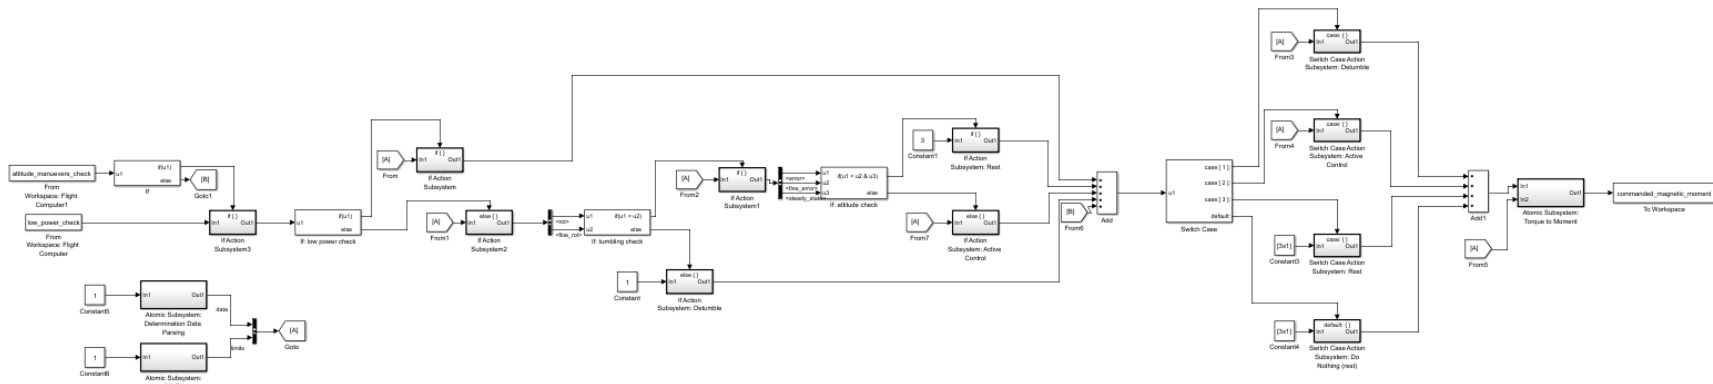 attitude_manuevers_check
From
Workspace: Flight
Computer1
u1
if(u1)
else
If
[B]
Goto1
low_power_check
From
Workspace: Flight
Computer
if { }
In1
Out1
If Action
Subsystem3
u1
if(u1)
else
If: low power check
[A]
From
if { }
In1
Out1
If Action
Subsystem
[A]
From1
else { }
In1
Out1
If Action
Subsystem2
<rot>
<fine_rot>
u1
u2
if(u1 < u2)
else
If: tumbling check
1
Constant
else { }
In1
Out1
If Action
Subsystem: Detumble
[A]
From2
if { }
In1
Out1
If Action
Subsystem1
<error>
<fine_error>
<steady_state>
u1
u2
u3
if(u1 < u2 & u3)
else
If: attitude check
3
Constant1
if { }
In1
Out1
If Action
Subsystem: Rest
[A]
From7
else { }
In1
Out1
If Action
Subsystem: Active
Control
[B]
From6
Add
u1
case [ 1 ]:
case [ 2 ]:
case [ 3 ]:
default:
Switch Case
[A]
From3
case: { }
In1
Out1
Switch Case Action
Subsystem: Detumble
[A]
From4
case: { }
In1
Out1
Switch Case Action
Subsystem: Active
Control
[3x1]
Constant3
case: { }
In1
Out1
Switch Case Action
Subsystem: Rest
[3x1]
Constant4
default: { }
In1
Out1
Switch Case Action
Subsystem: Do
Nothing (rest)
Add1
[A]
From5
In1
In2
Out1
Atomic Subsystem:
Torque to Moment
commanded_magnetic_moment
To Workspace
1
Constant5
In1
Out1
Atomic Subsystem:
Determination Data
Parsing
data
1
Constant6
In1
Out1
Atomic Subsystem:
limits
[A]
Goto